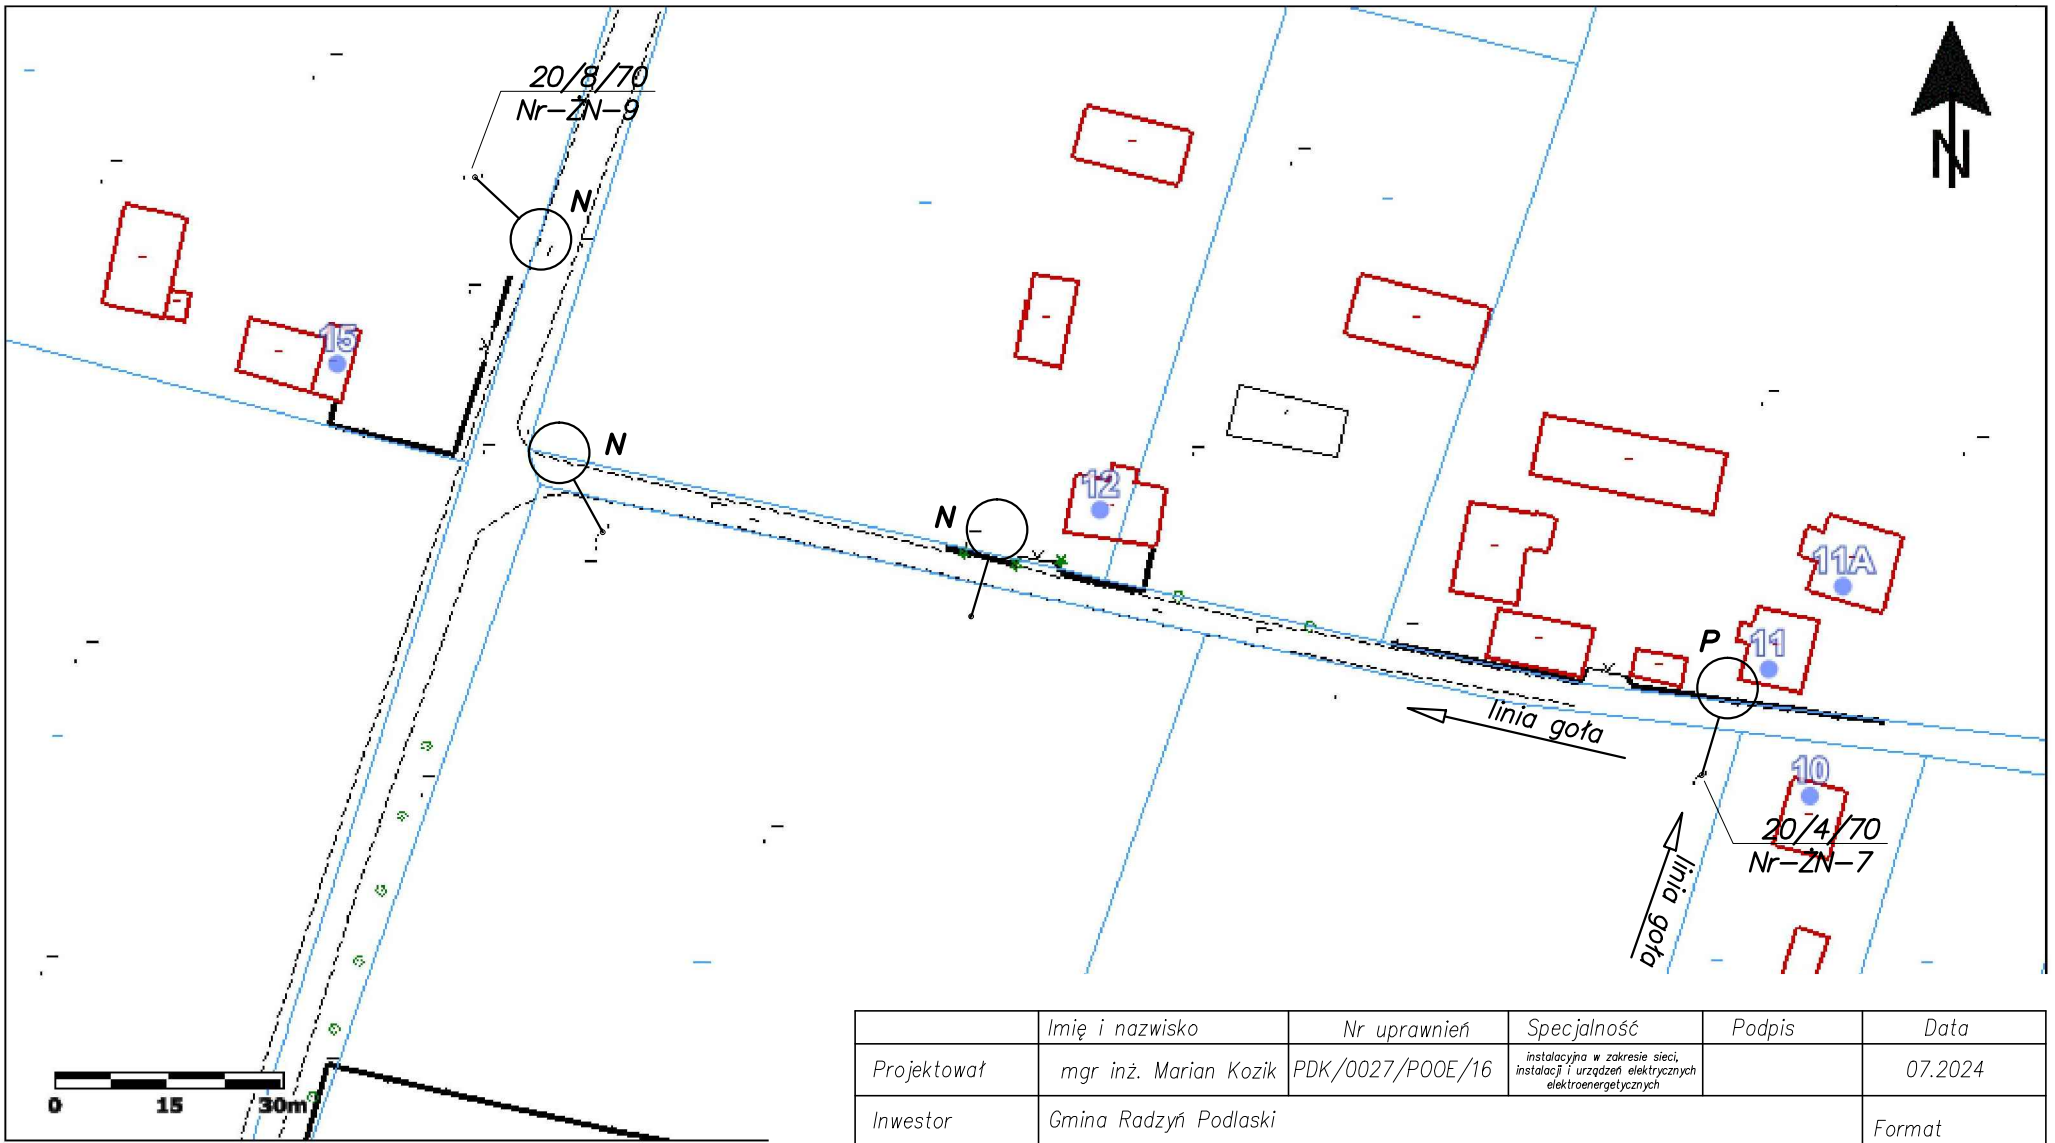 20/8/70
Nr-ŻN-9
N
N
15
N
N
12
11A
P
11
linia goła
10
20/4/70
Nr-ŻN-7
linia goła
0 15 30m
Imię i nazwisko Nr uprawnień Specjalność Podpis Data
Projektował mgr inż. Marian Kozik PDK/0027/POOE/16 instalacyjna w zakresie sieci,
instalacji i urządzeń elektrycznych
elektroenergetycznych
07.2024
Inwestor Gmina Radzyń Podlaski Format